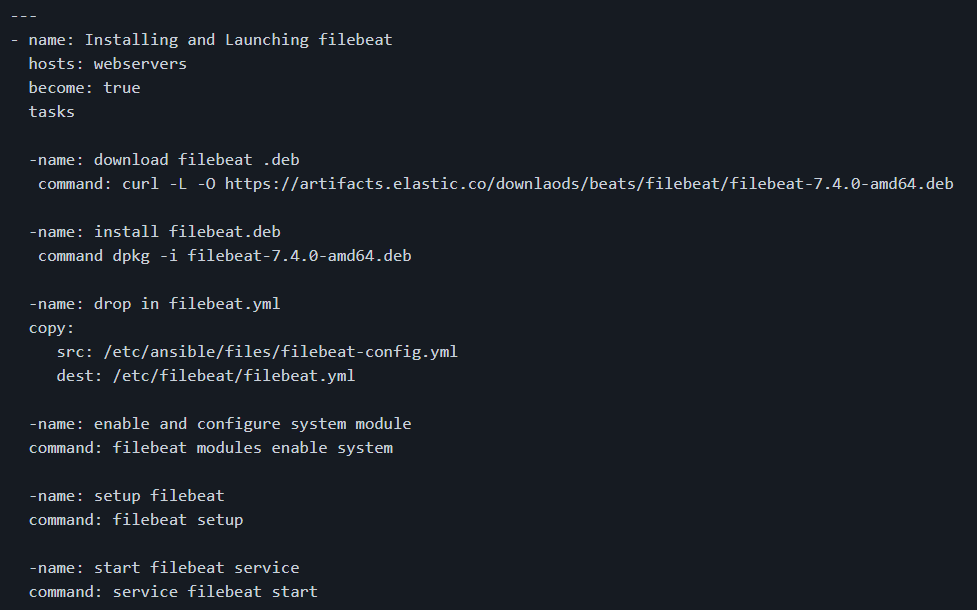 ---
- name: Installing and Launching filebeat
  hosts: webservers
  become: true
  tasks

  -name: download filebeat .deb
   command: curl -L -O https://artifacts.elastic.co/downlaods/beats/filebeat/filebeat-7.4.0-amd64.deb

  -name: install filebeat.deb
   command dpkg -i filebeat-7.4.0-amd64.deb

  -name: drop in filebeat.yml
  copy:
     src: /etc/ansible/files/filebeat-config.yml
     dest: /etc/filebeat/filebeat.yml

  -name: enable and configure system module
  command: filebeat modules enable system

  -name: setup filebeat
  command: filebeat setup

  -name: start filebeat service
  command: service filebeat start